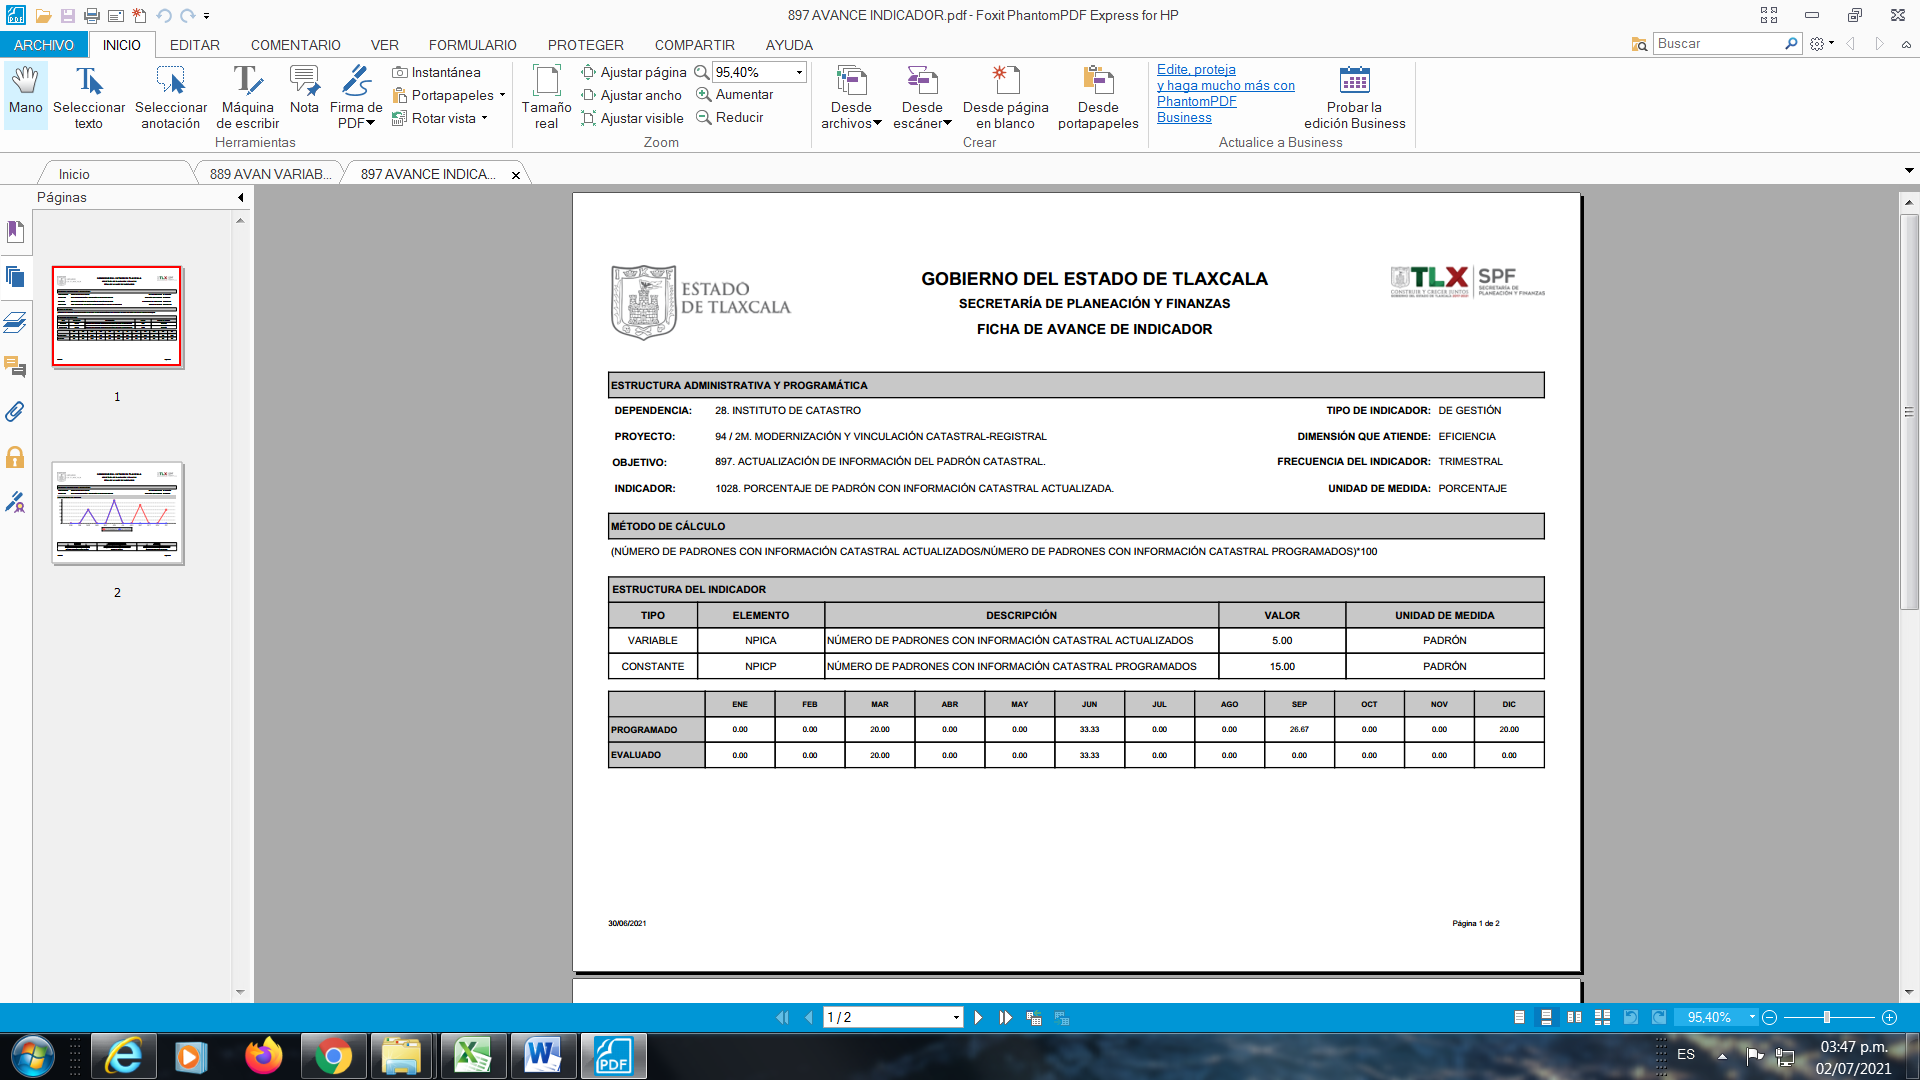 897 AVANCE INDICADOR.pdf - Foxit PhantomPDF Express for HP
ARCHIVO INICIO EDITAR COMENTARIO VER FORMULARIO PROTEGER COMPARTIR AYUDA Buscar
Mano
Seleccionar texto
Seleccionar anotación
Máquina de escribir
Nota
Firma de PDF
Instantánea
Portapapeles
Rotar vista
Herramientas
Tamaño real
Ajustar página
Ajustar ancho
Ajustar visible
95,40%
Aumentar
Reducir
Zoom
Desde archivos
Desde escáner
Desde página en blanco
Desde portapapeles
Crear
Edite, proteja
y haga mucho más con
PhantomPDF
Business
Probar la edición Business
Actualice a Business
Inicio 889 AVAN VARIAB... 897 AVANCE INDICA...
Páginas
1
2
ESTADO
DE TLAXCALA
GOBIERNO DEL ESTADO DE TLAXCALA
SECRETARÍA DE PLANEACIÓN Y FINANZAS
FICHA DE AVANCE DE INDICADOR
TLX
CONSTRUIR Y CRECER JUNTOS
SPF
SECRETARÍA DE
PLANEACIÓN Y FINANZAS
ESTRUCTURA ADMINISTRATIVA Y PROGRAMÁTICA
DEPENDENCIA: 28. INSTITUTO DE CATASTRO TIPO DE INDICADOR: DE GESTIÓN
PROYECTO: 94 / 2M. MODERNIZACIÓN Y VINCULACIÓN CATASTRAL-REGISTRAL DIMENSIÓN QUE ATIENDE: EFICIENCIA
OBJETIVO: 897. ACTUALIZACIÓN DE INFORMACIÓN DEL PADRÓN CATASTRAL. FRECUENCIA DEL INDICADOR: TRIMESTRAL
INDICADOR: 1028. PORCENTAJE DE PADRÓN CON INFORMACIÓN CATASTRAL ACTUALIZADA. UNIDAD DE MEDIDA: PORCENTAJE
MÉTODO DE CÁLCULO
(NÚMERO DE PADRONES CON INFORMACIÓN CATASTRAL ACTUALIZADOS/NÚMERO DE PADRONES CON INFORMACIÓN CATASTRAL PROGRAMADOS)*100
ESTRUCTURA DEL INDICADOR
TIPO ELEMENTO DESCRIPCIÓN VALOR UNIDAD DE MEDIDA
VARIABLE NPICA NÚMERO DE PADRONES CON INFORMACIÓN CATASTRAL ACTUALIZADOS 5.00 PADRÓN
CONSTANTE NPICP NÚMERO DE PADRONES CON INFORMACIÓN CATASTRAL PROGRAMADOS 15.00 PADRÓN
ENE FEB MAR ABR MAY JUN JUL AGO SEP OCT NOV DIC
PROGRAMADO 0.00 0.00 20.00 0.00 0.00 33.33 0.00 0.00 26.67 0.00 0.00 20.00
EVALUADO 0.00 0.00 20.00 0.00 0.00 33.33 0.00 0.00 0.00 0.00 0.00 0.00
30/06/2021 Página 1 de 2
1 / 2 95,40%
ES
03:47 p.m.
02/07/2021